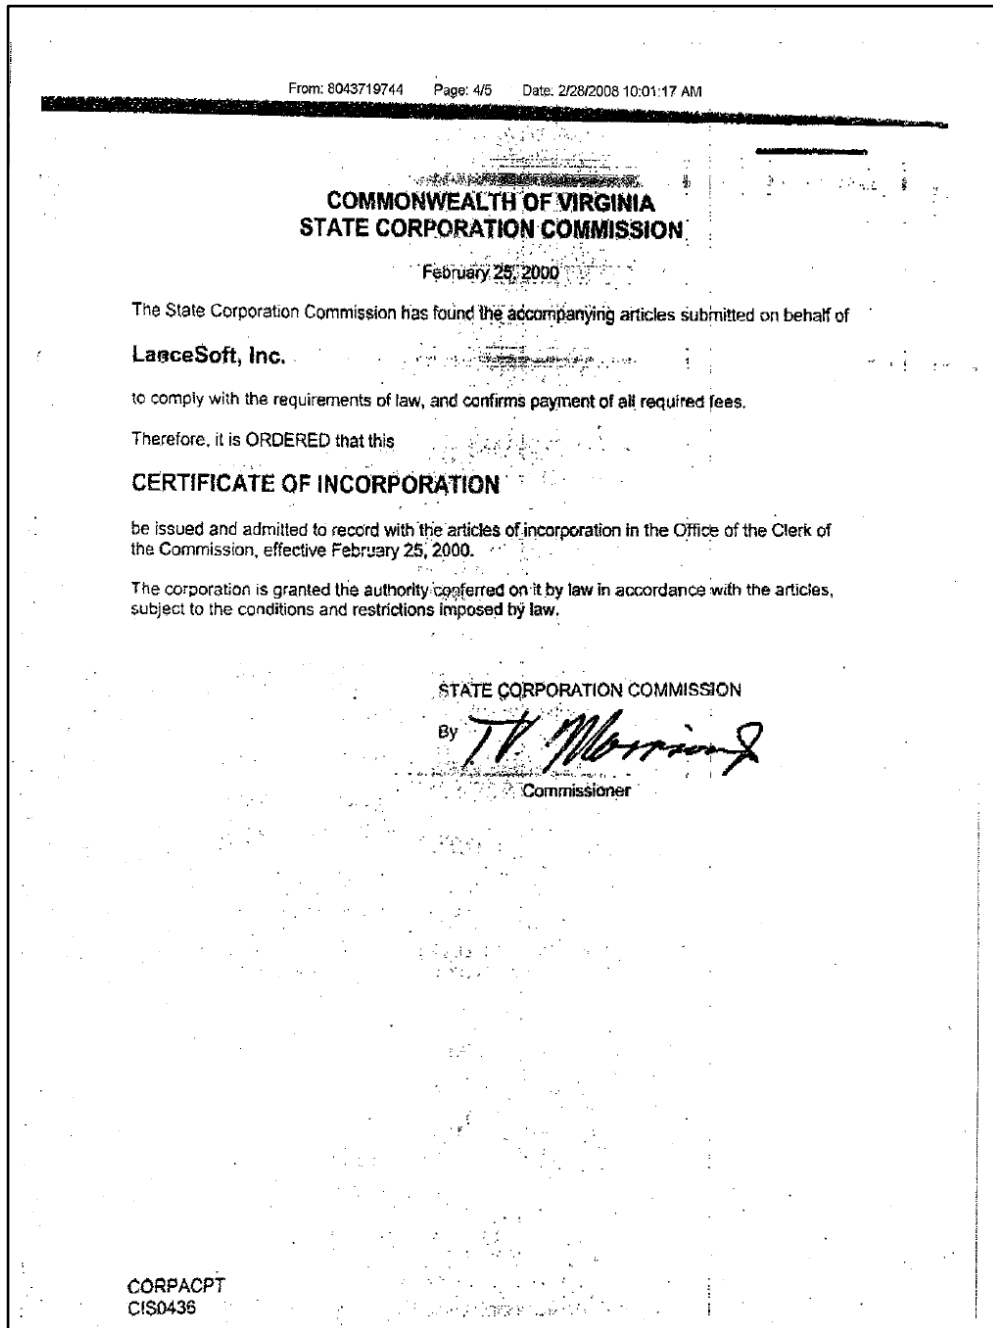 From: 8043719744 Page: 4/5 Date: 2/28/2008 10:01:17 AM
COMMONWEALTH OF VIRGINIA
STATE CORPORATION COMMISSION
February 25, 2000
The State Corporation Commission has found the accompanying articles submitted on behalf of
LanceSoft, Inc.
to comply with the requirements of law, and confirms payment of all required fees.
Therefore, it is ORDERED that this
CERTIFICATE OF INCORPORATION
be issued and admitted to record with the articles of incorporation in the Office of the Clerk of
the Commission, effective February 25, 2000.
The corporation is granted the authority conferred on it by law in accordance with the articles,
subject to the conditions and restrictions imposed by law.
STATE CORPORATION COMMISSION
By T.V. Morrison Jr
Commissioner
CORPACPT
CIS0436